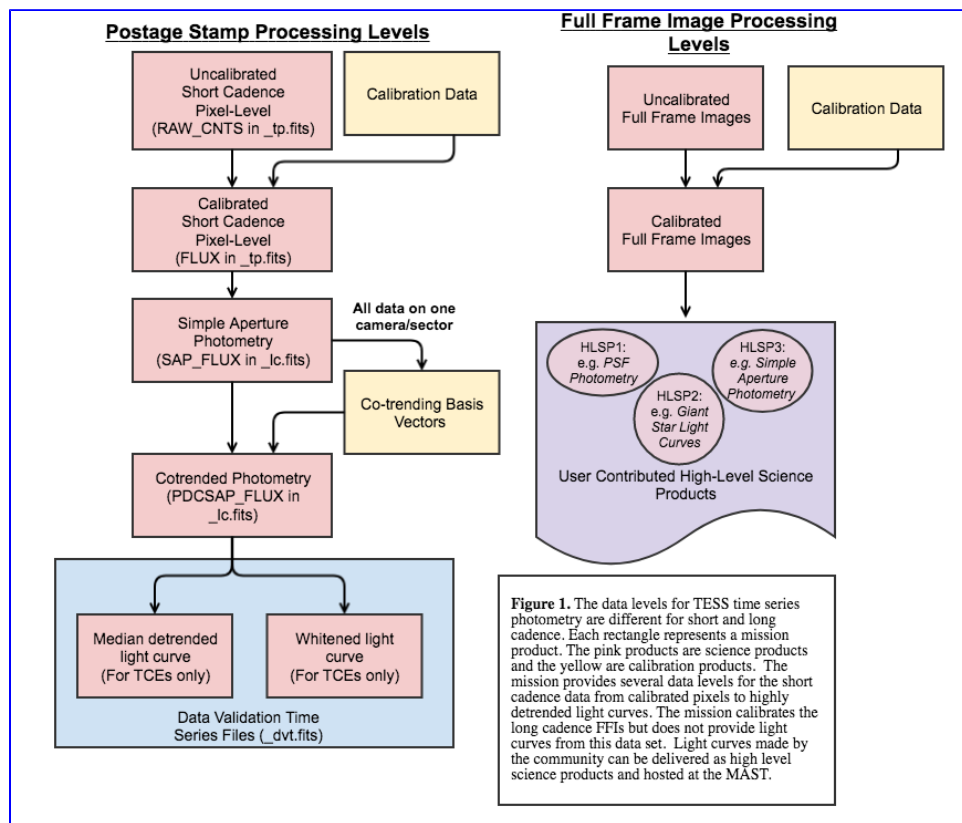 Postage Stamp Processing Levels
Uncalibrated
Short Cadence
Pixel-Level
(RAW_CNTS in _tp.fits)
Calibration Data
Calibrated
Short Cadence
Pixel-Level
(FLUX in _tp.fits)
Simple Aperture
Photometry
(SAP_FLUX in _lc.fits)
All data on one
camera/sector
Co-trending Basis
Vectors
Cotrended Photometry
(PDCSAP_FLUX in
_lc.fits)
Median detrended
light curve
(For TCEs only)
Whitened light
curve
(For TCEs only)
Data Validation Time
Series Files (_dvt.fits)
Full Frame Image Processing
Levels
Uncalibrated
Full Frame Images
Calibration Data
Calibrated
Full Frame Images
HLSP1:
e.g. PSF
Photometry
HLSP2:
e.g. Giant
Star Light
Curves
HLSP3:
e.g. Simple
Aperture
Photometry
User Contributed High-Level Science
Products
Figure 1. The data levels for TESS time series
photometry are different for short and long
cadence. Each rectangle represents a mission
product. The pink products are science products
and the yellow are calibration products. The
mission provides several data levels for the short
cadence data from calibrated pixels to highly
detrended light curves. The mission calibrates the
long cadence FFIs but does not provide light
curves from this data set. Light curves made by
the community can be delivered as high level
science products and hosted at the MAST.